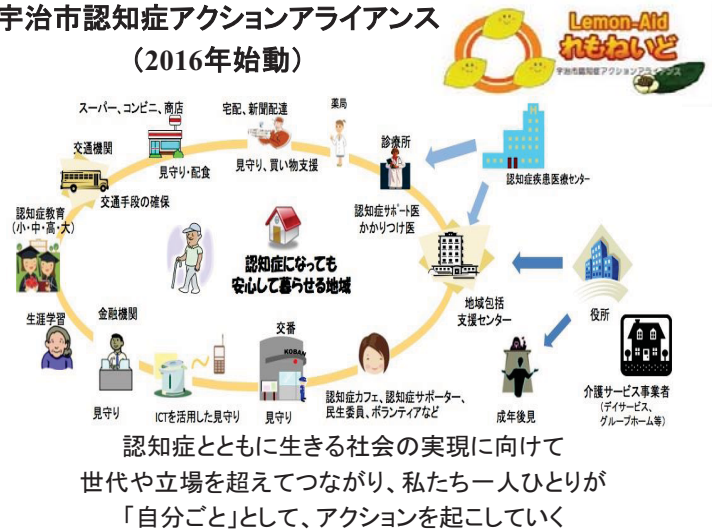 宇治市認知症アクションアライアンス
（2016年始動）
Lemon-Aid
れもねいど
宇治市認知症アクションアライアンス
スーパー、コンビニ、商店
宅配、新聞配達
薬局
交通機関
見守り・配食
見守り、買い物支援
診療所
認知症疾患医療センター
交通手段の確保
認知症教育
（小・中・高・大）
認知症サポート医
かかりつけ医
認知症になっても
安心して暮らせる地域
地域包括
支援センター
役所
生涯学習
金融機関
交番
KOBAN
見守り
ICTを活用した見守り
見守り
認知症カフェ、認知症サポーター、
民生委員、ボランティアなど
成年後見
介護サービス事業者
（デイサービス、
グループホーム等）
認知症とともに生きる社会の実現に向けて
世代や立場を超えてつながり、私たち一人ひとりが
「自分ごと」として、アクションを起こしていく